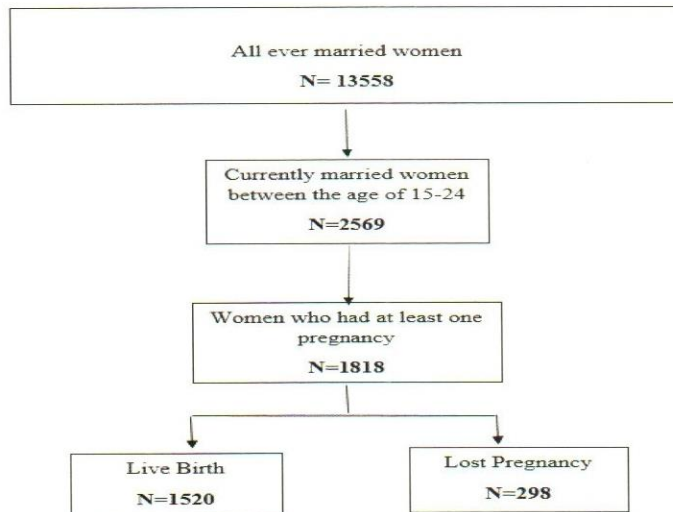 All ever married women
N= 13558
Currently married women
between the age of 15-24
N=2569
Women who had at least one
pregnancy
N=1818
Live Birth
N=1520
Lost Pregnancy
N=298